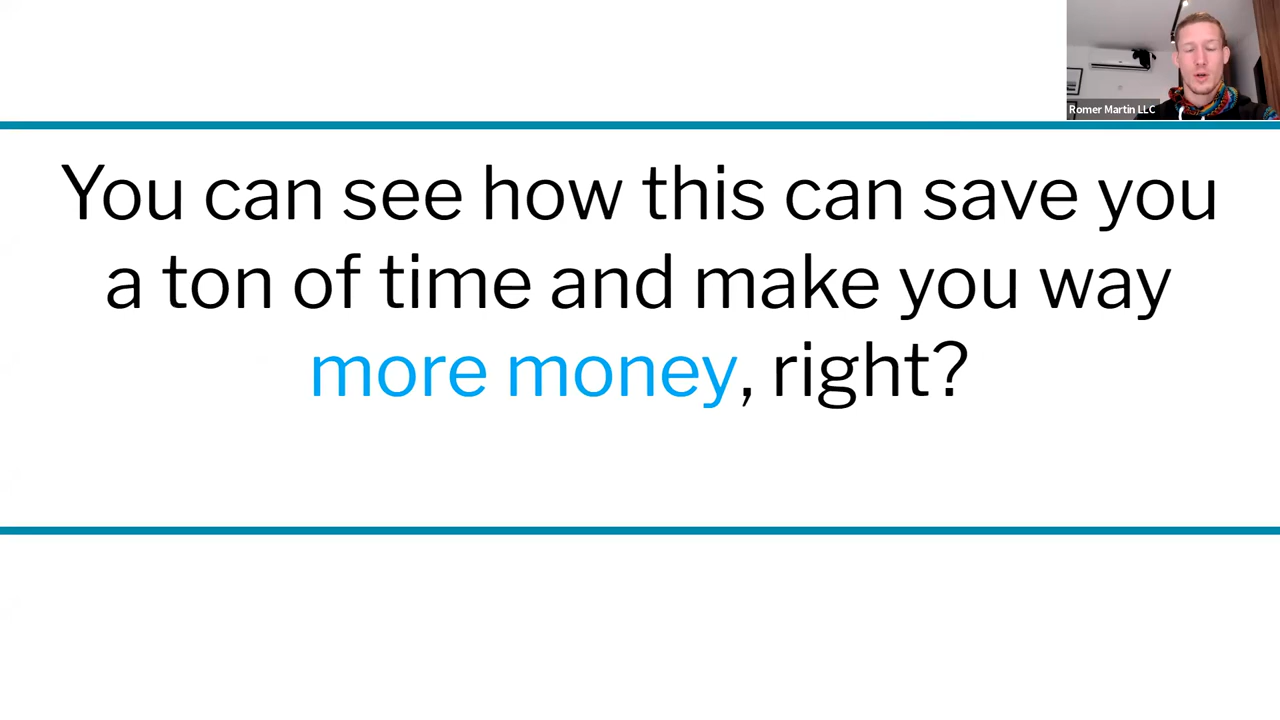 Romer Martin LLC
You can see how this can save you
a ton of time and make you way
more money, right?